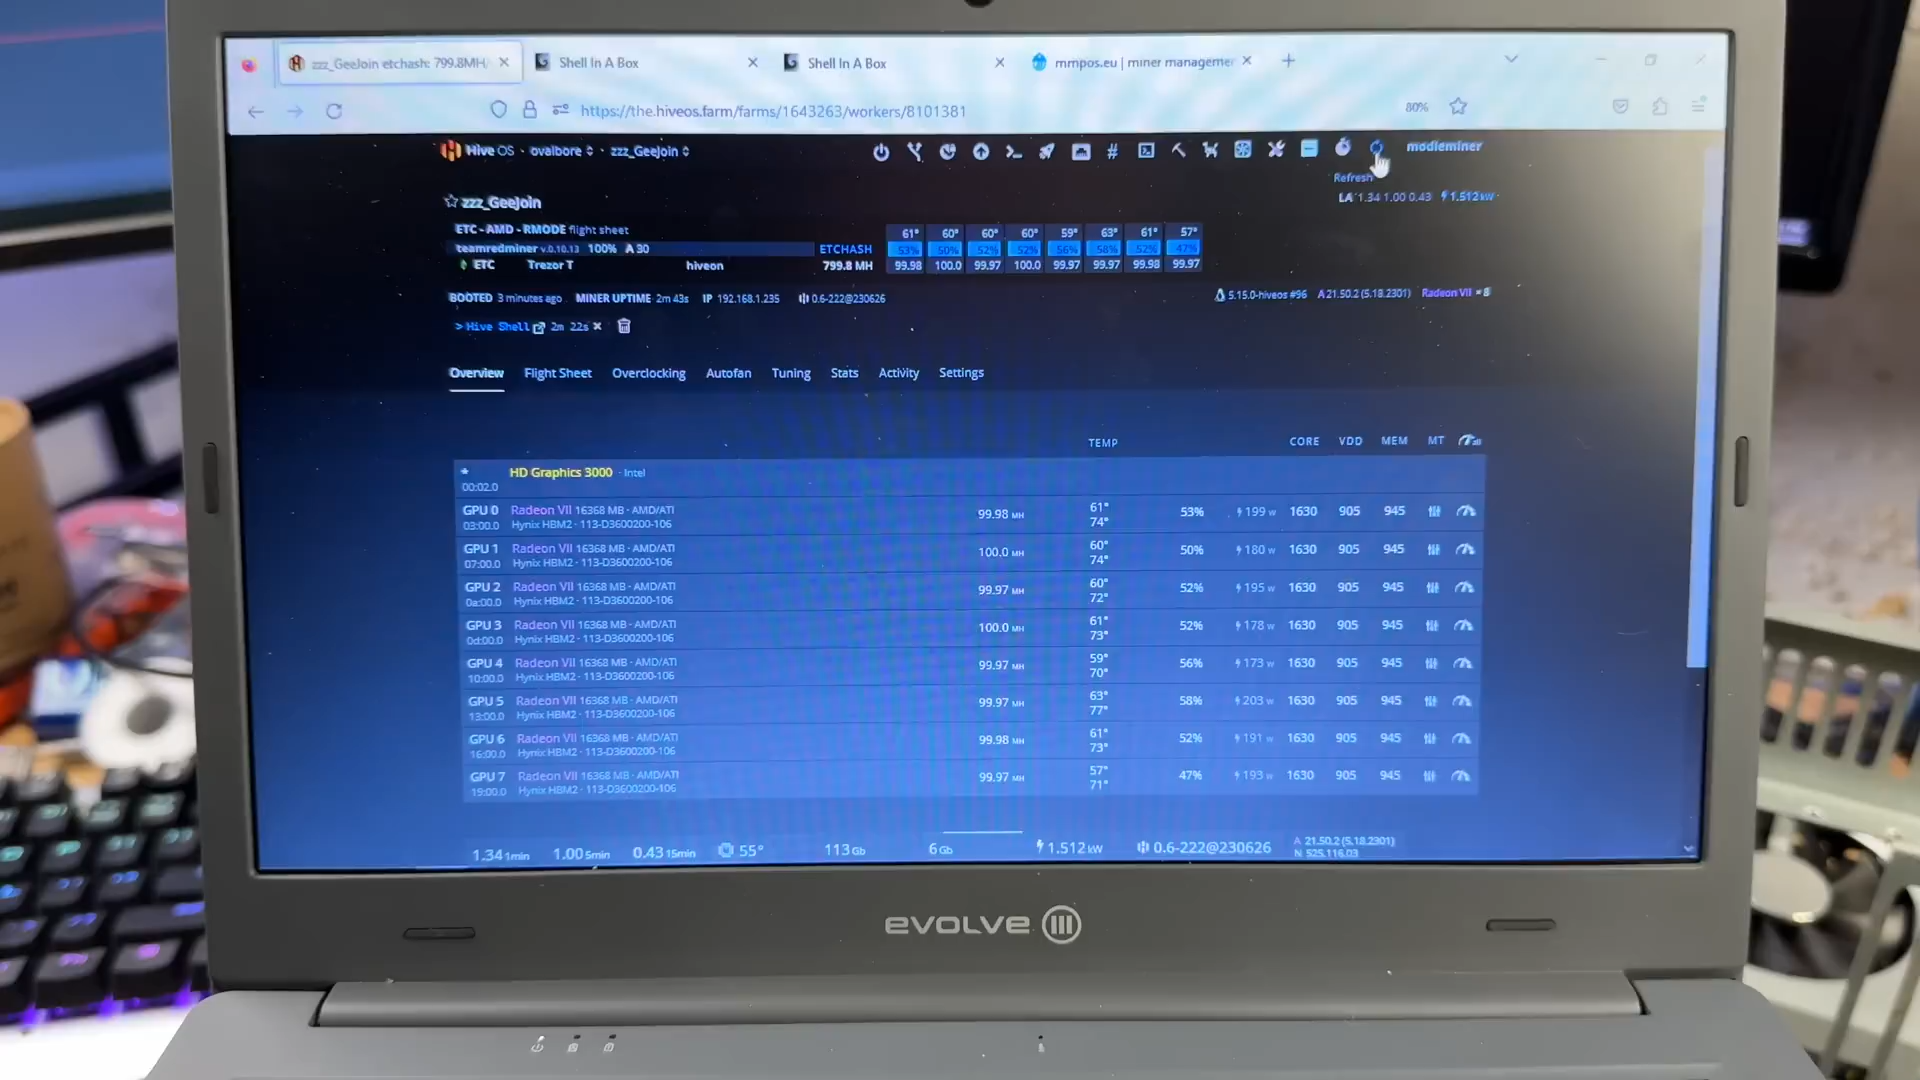 zzz_GeeJoin etchash: 799.8MH/ Shell In A Box Shell In A Box mmpos.eu | miner manageme
https://the.hiveos.farm/farms/1643263/workers/8101381 80%
Hive OS ovalbore zzz_GeeJoin modleminer
Refresh
LA 1.34 1.00 0.43 1.512 kW
zzz_GeeJoin
ETC - AMD - RMODE flight sheet 61° 60° 60° 60° 59° 63° 61° 57°
teamredminer v.0.10.13 100% A 30 ETCHASH 53% 50% 52% 52% 56% 58% 52% 47%
ETC Trezor T hiveon 799.8 MH 99.98 100.0 99.97 100.0 99.97 99.97 99.98 99.97
BOOTED 3 minutes ago MINER UPTIME 2m 43s IP 192.168.1.235 0.6-222@230626 5.15.0-hiveos #96 A 21.50.2 (5.18.2301) Radeon VII × 8
> Hive Shell 2m 22s ×
Overview Flight Sheet Overclocking Autofan Tuning Stats Activity Settings
TEMP CORE VDD MEM MT
HD Graphics 3000 · Intel
00:02.0
GPU 0 Radeon VII 16368 MB · AMD/ATI 99.98 MH 61° 53% 199 w 1630 905 945
03:00.0 Hynix HBM2 · 113-D3600200-106 74°
GPU 1 Radeon VII 16368 MB · AMD/ATI 100.0 MH 60° 50% 180 w 1630 905 945
07:00.0 Hynix HBM2 · 113-D3600200-106 74°
GPU 2 Radeon VII 16368 MB · AMD/ATI 99.97 MH 60° 52% 195 w 1630 905 945
0a:00.0 Hynix HBM2 · 113-D3600200-106 72°
GPU 3 Radeon VII 16368 MB · AMD/ATI 100.0 MH 61° 52% 178 w 1630 905 945
0d:00.0 Hynix HBM2 · 113-D3600200-106 73°
GPU 4 Radeon VII 16368 MB · AMD/ATI 99.97 MH 59° 56% 173 w 1630 905 945
10:00.0 Hynix HBM2 · 113-D3600200-106 70°
GPU 5 Radeon VII 16368 MB · AMD/ATI 99.97 MH 63° 58% 203 w 1630 905 945
13:00.0 Hynix HBM2 · 113-D3600200-106 77°
GPU 6 Radeon VII 16368 MB · AMD/ATI 99.98 MH 61° 52% 191 w 1630 905 945
16:00.0 Hynix HBM2 · 113-D3600200-106 73°
GPU 7 Radeon VII 16368 MB · AMD/ATI 99.97 MH 57° 47% 193 w 1630 905 945
19:00.0 Hynix HBM2 · 113-D3600200-106 71°
1.34 1min 1.00 5min 0.43 15min 55° 113 Gb 6 Gb 1.512 kW 0.6-222@230626 A 21.50.2 (5.18.2301)
N 525.116.03
evolve III